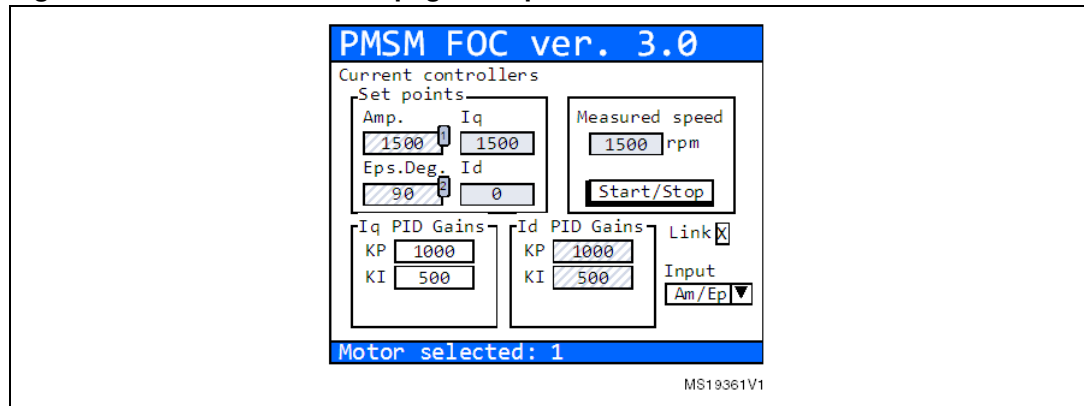 PMSM FOC ver. 3.0
Current controllers
Set points
Amp. Iq
1500 1 1500
Eps.Deg. Id
90 2 0
Measured speed
1500 rpm
Start/Stop
Iq PID Gains
KP 1000
KI 500
Id PID Gains
KP 1000
KI 500
Link X
Input
Am/Ep ▼
Motor selected: 1
MS19361V1